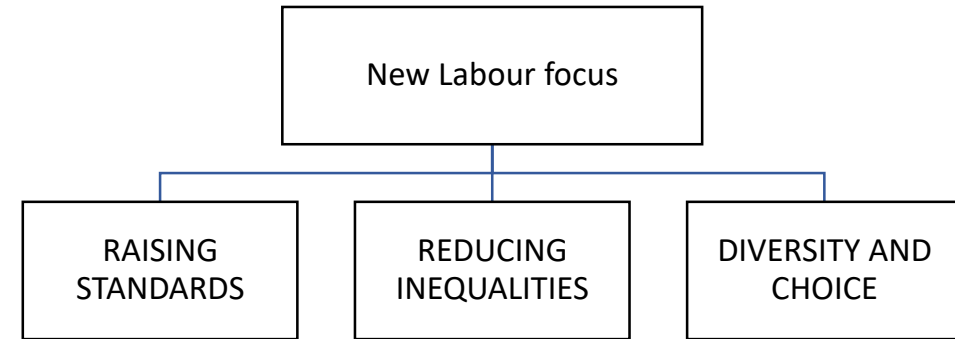 New Labour focus
RAISING
STANDARDS
REDUCING
INEQUALITIES
DIVERSITY AND
CHOICE